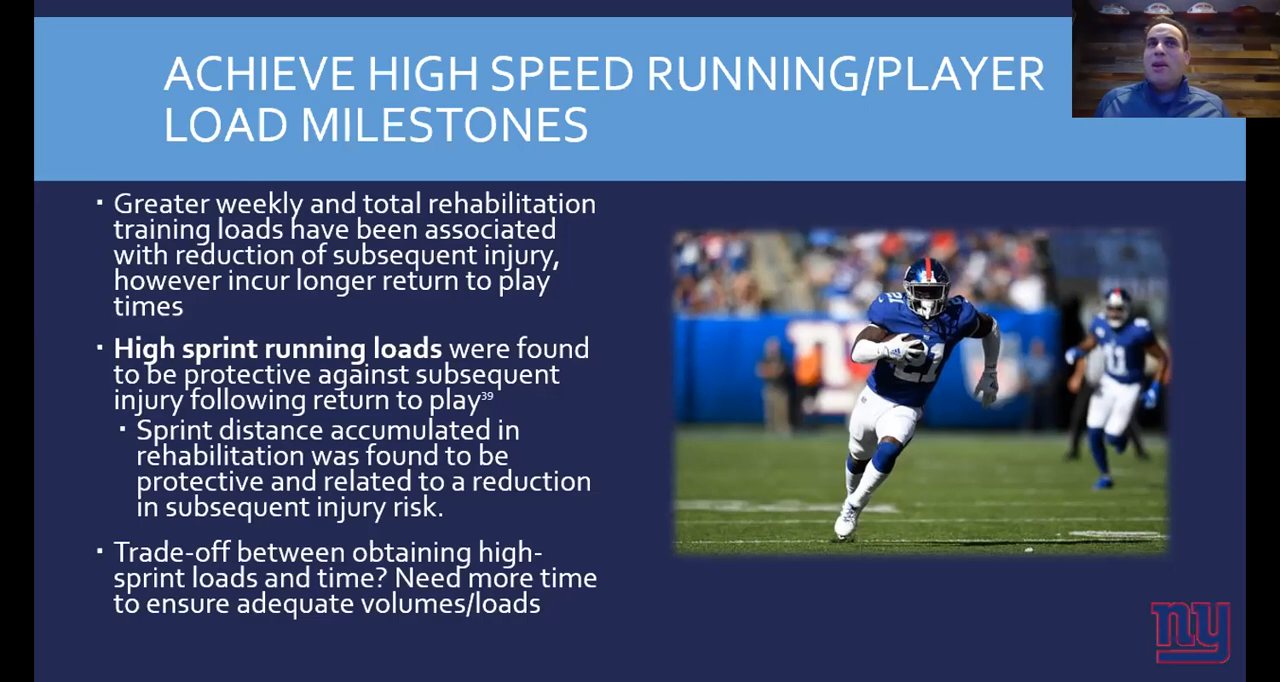 ACHIEVE HIGH SPEED RUNNING/PLAYER
LOAD MILESTONES
▪ Greater weekly and total rehabilitation
training loads have been associated
with reduction of subsequent injury,
however incur longer return to play
times
▪ High sprint running loads were found
to be protective against subsequent
injury following return to play³⁹
▪ Sprint distance accumulated in
rehabilitation was found to be
protective and related to a reduction
in subsequent injury risk.
▪ Trade-off between obtaining high-
sprint loads and time? Need more time
to ensure adequate volumes/loads
21
21
11
ny